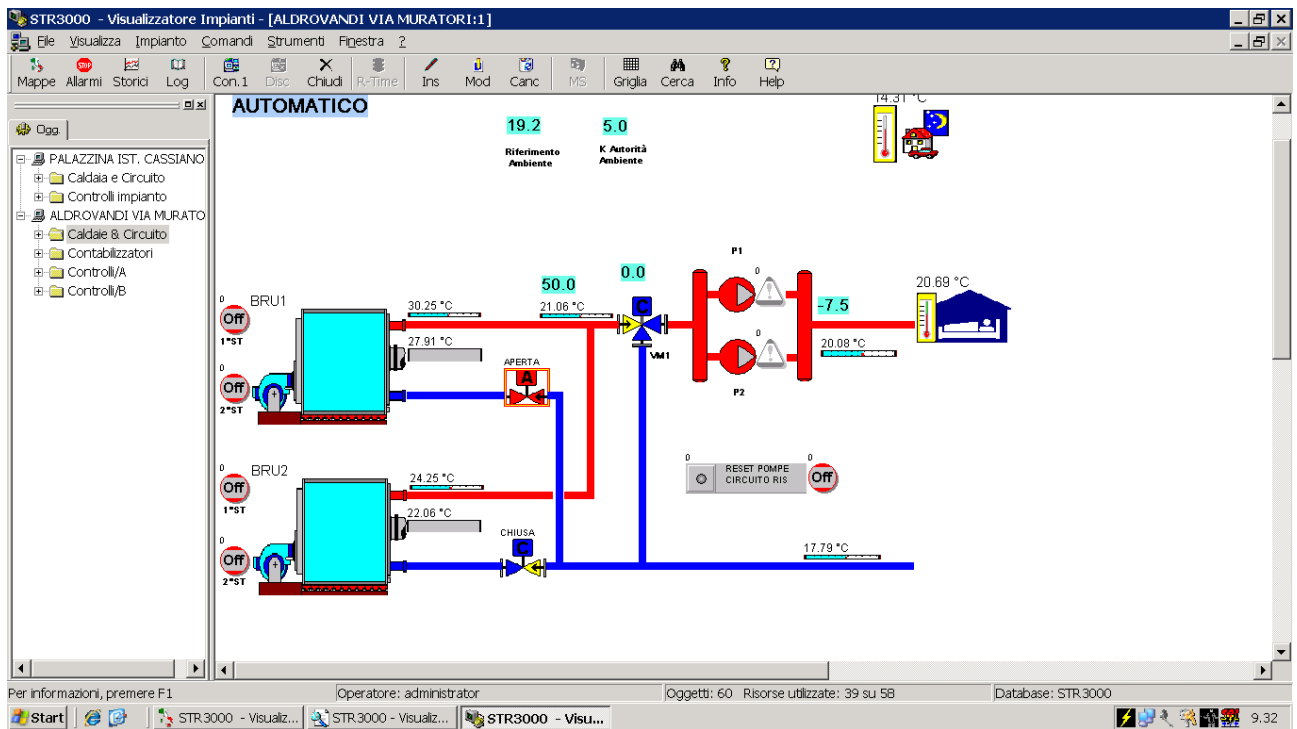 STR3000 - Visualizzatore Impianti - [ALDROVANDI VIA MURATORI:1]
File Visualizza Impianto Comandi Strumenti Finestra ?
STOP
Mappe Allarmi Storici Log Con.1 Disc Chiudi R-Time Ins Mod Canc MS Griglia Cerca Info Help
Ogg.
PALAZZINA IST. CASSIANO
Caldaia e Circuito
Controlli impianto
ALDROVANDI VIA MURATO
Caldaie & Circuito
Contabilizzatori
Controlli/A
Controlli/B
AUTOMATICO
14.31 °C
19.2 5.0
Riferimento Ambiente
K Autorità Ambiente
P1
0
50.0 0.0
20.69 °C
0 BRU1
Off
1°ST
30.25 °C
21.06 °C
C
-7.5
27.91 °C
VM1
0
20.08 °C
APERTA
A
0
Off
2°ST
P2
0 BRU2
Off
1°ST
24.25 °C
0 0
RESET POMPE
CIRCUITO RIS
Off
22.06 °C
CHIUSA
C
0
Off
2°ST
17.79 °C
Per informazioni, premere F1 Operatore: administrator Oggetti: 60 Risorse utilizzate: 39 su 58 Database: STR3000
Start STR3000 - Visualiz... STR3000 - Visualiz... STR3000 - Visu... 9.32